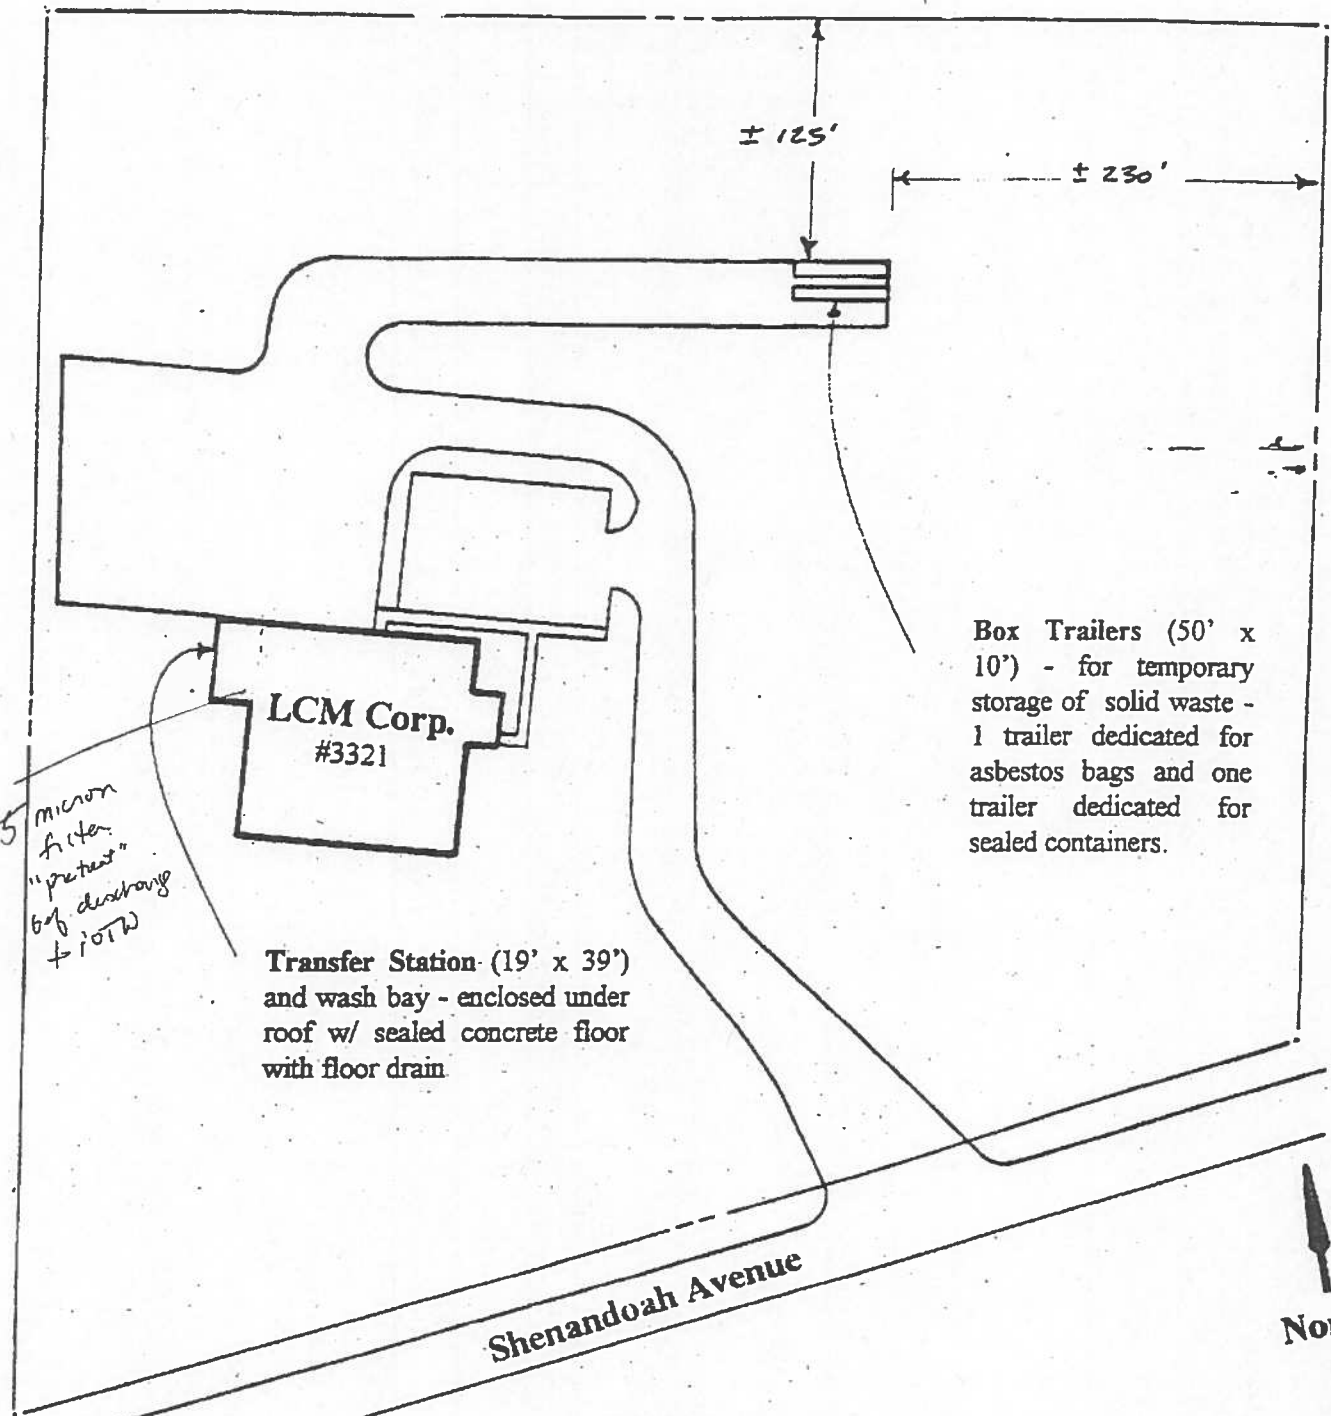 ± 125'
± 230'
Box Trailers (50' x
10') - for temporary
storage of solid waste -
1 trailer dedicated for
asbestos bags and one
trailer dedicated for
sealed containers.
LCM Corp.
#3321
5 micron
filter
"pretreat"
bef discharge
to POTW
Transfer Station (19' x 39')
and wash bay - enclosed under
roof w/ sealed concrete floor
with floor drain
Shenandoah Avenue